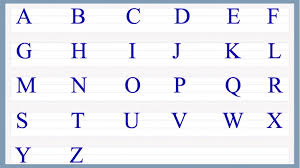 A B C D E F
G H I J K L
M N O P Q R
S T U V W X
Y Z